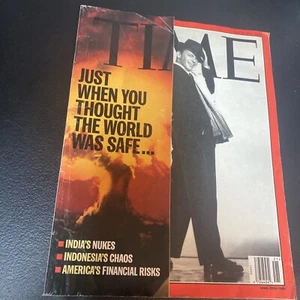 TIME
JUST
WHEN YOU
THOUGHT
THE WORLD
WAS SAFE...
INDIA'S NUKES
INDONESIA'S CHAOS
AMERICA'S FINANCIAL RISKS